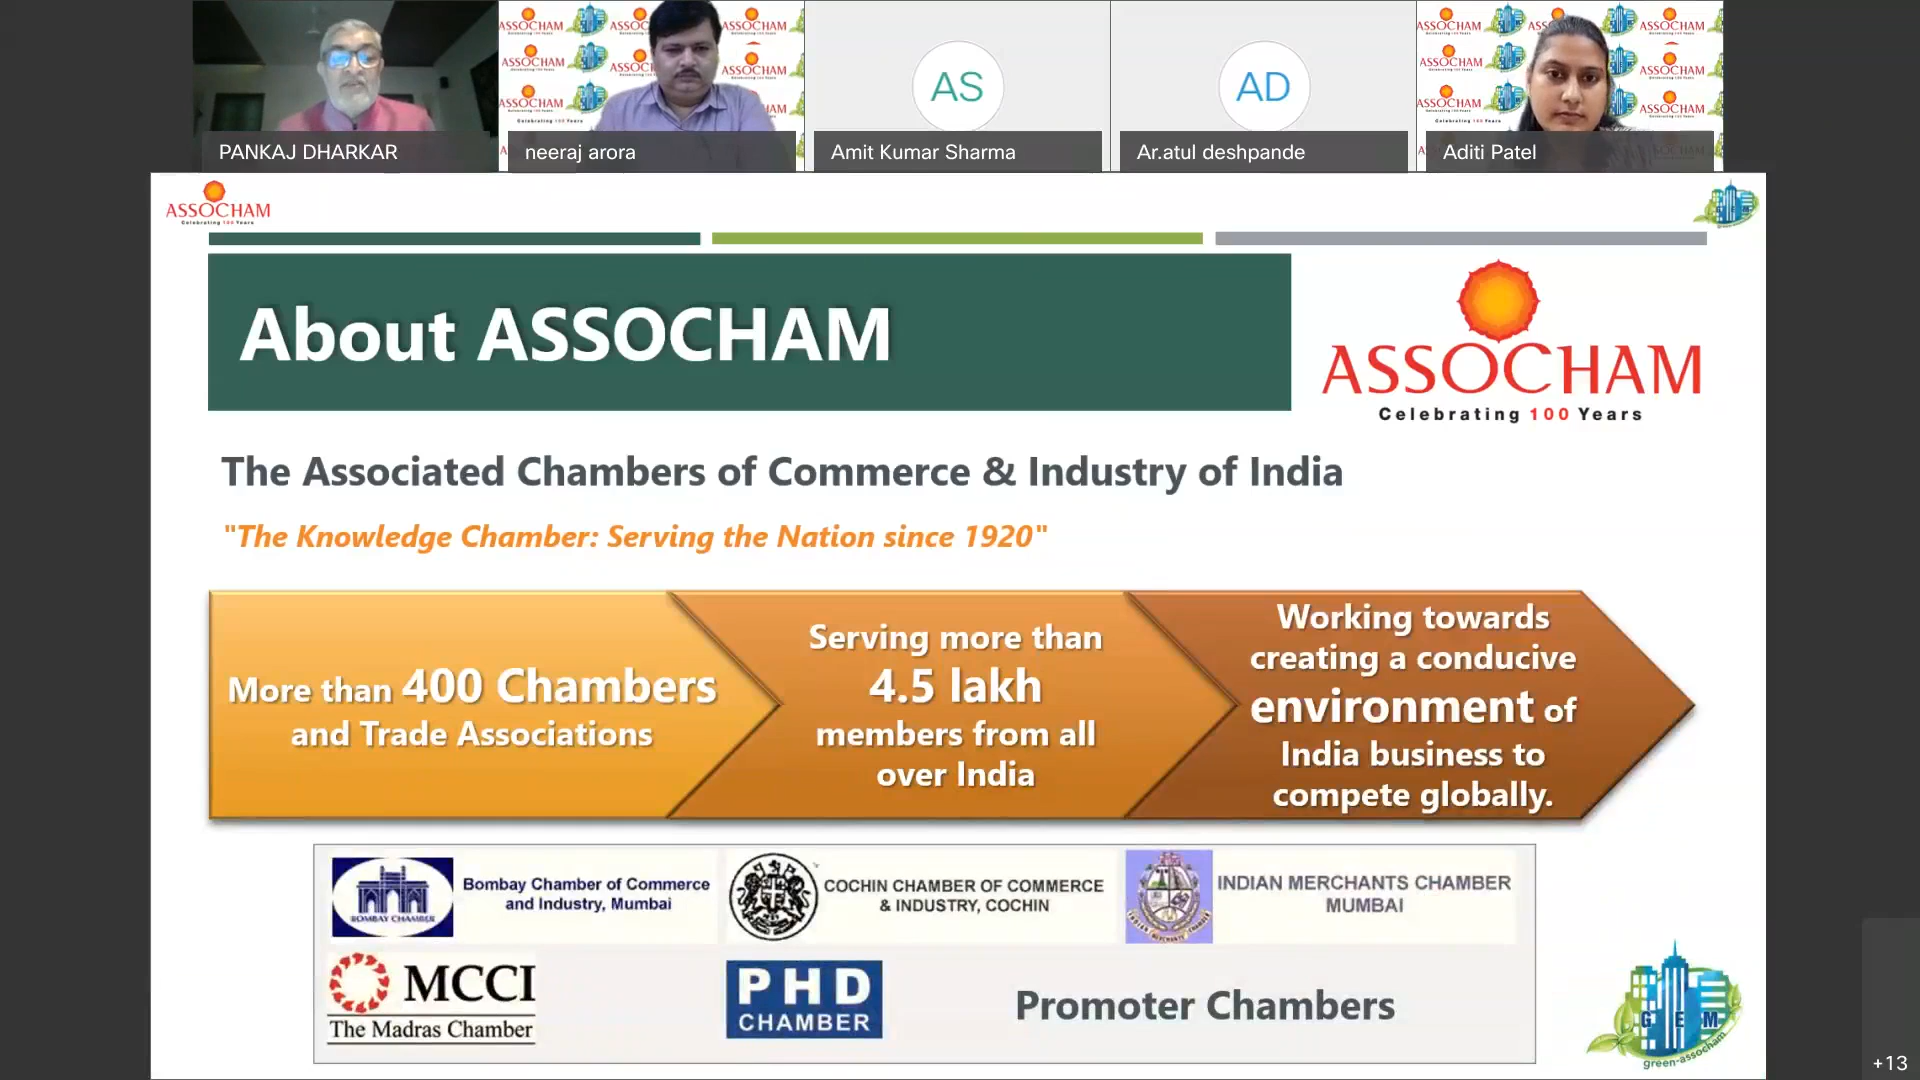 AS
AD
PANKAJ DHARKAR
neeraj arora
Amit Kumar Sharma
Ar.atul deshpande
Aditi Patel
ASSOCHAM
Celebrating 100 Years
About ASSOCHAM
ASSOCHAM
Celebrating 100 Years
The Associated Chambers of Commerce & Industry of India
"The Knowledge Chamber: Serving the Nation since 1920"
More than 400 Chambers
and Trade Associations
Serving more than
4.5 lakh
members from all
over India
Working towards
creating a conducive
environment of
India business to
compete globally.
BOMBAY CHAMBER
Bombay Chamber of Commerce
and Industry, Mumbai
COCHIN CHAMBER OF COMMERCE
& INDUSTRY, COCHIN
INDIAN MERCHANTS CHAMBER
MUMBAI
MCCI
The Madras Chamber
PHD
CHAMBER
Promoter Chambers
GEM
green-assocham
+13